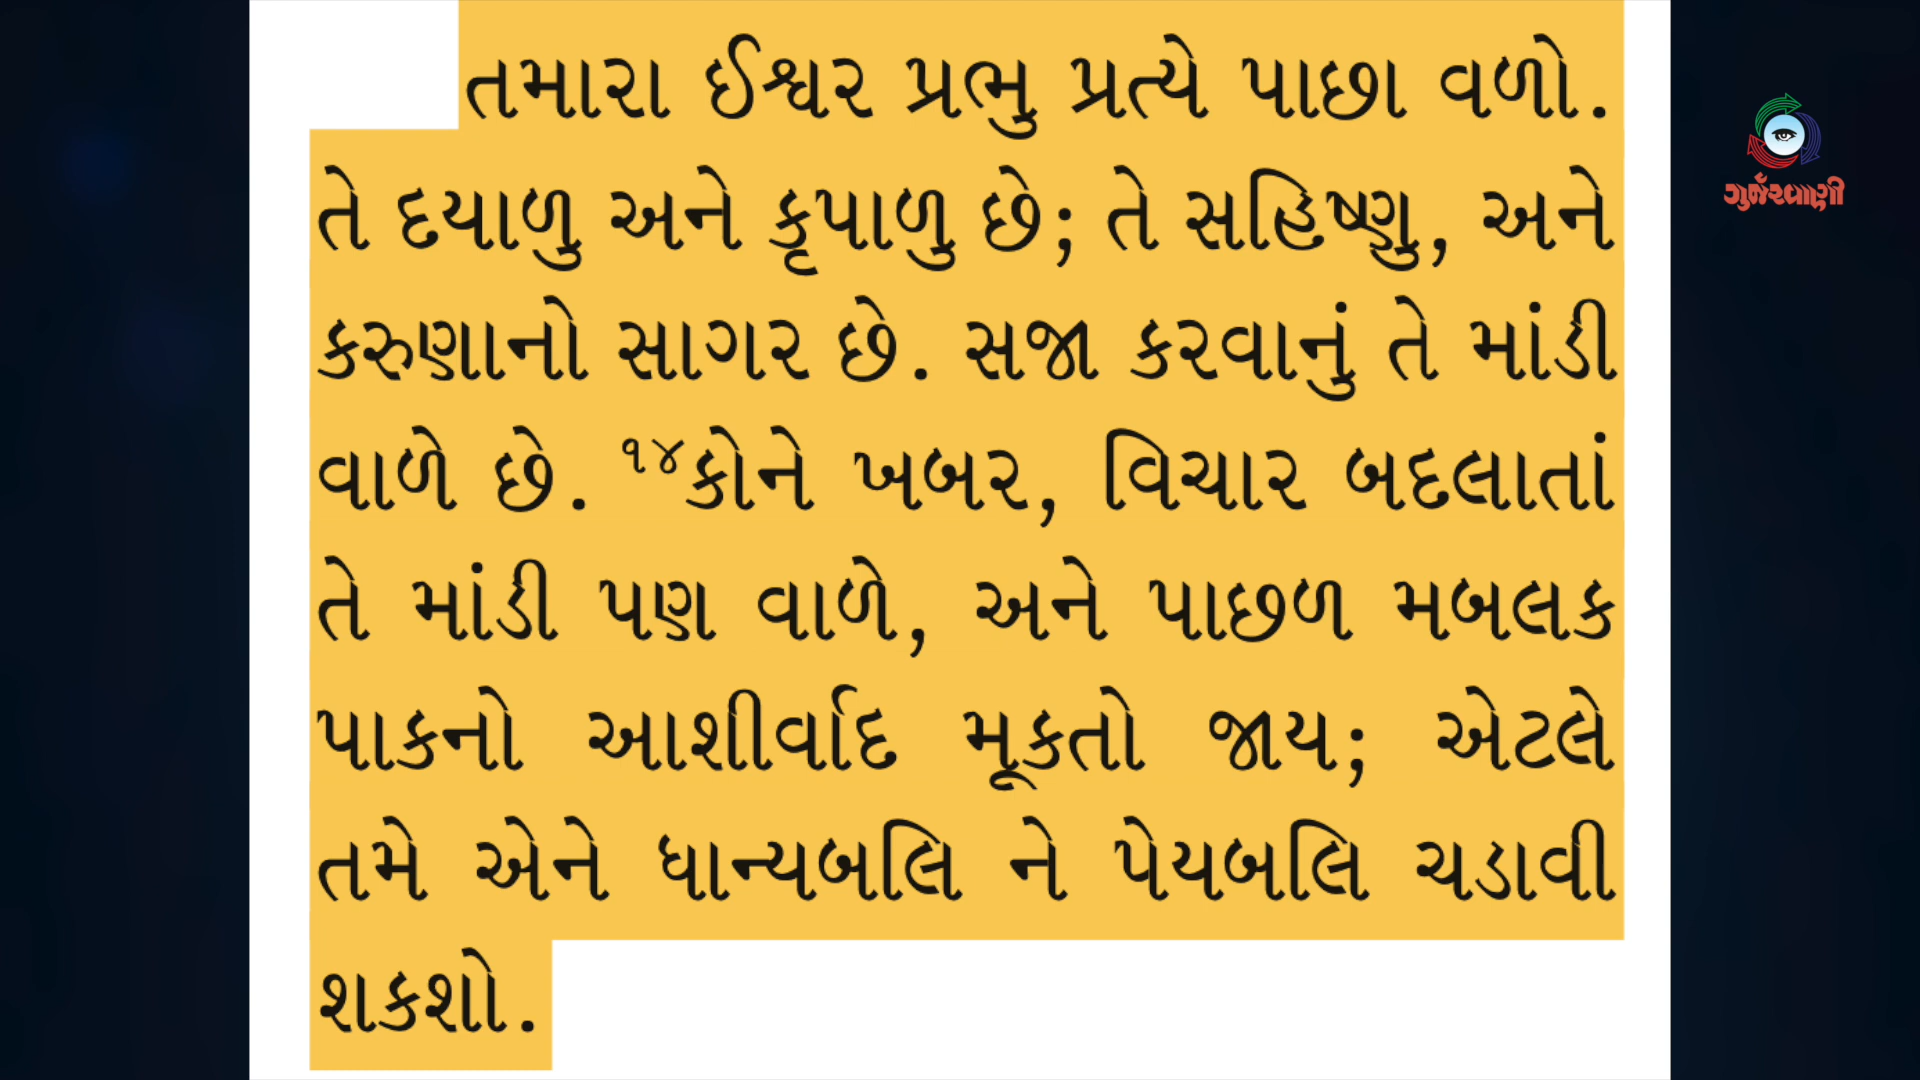 તમારા ઈશ્વર પ્રભુ પ્રત્યે પાછા વળો.
તે દયાળુ અને કૃપાળુ છે; તે સહિષ્ણુ, અને
કરુણાનો સાગર છે. સજા કરવાનું તે માંડી
વાળે છે. ૧૪કોને ખબર, વિચાર બદલાતાં
તે માંડી પણ વાળે, અને પાછળ મબલક
પાકનો આશીર્વાદ મૂકતો જાય; એટલે
તમે એને ધાન્યબલિ ને પેયબલિ ચડાવી
શકશો.
ગુર્જરવાણી